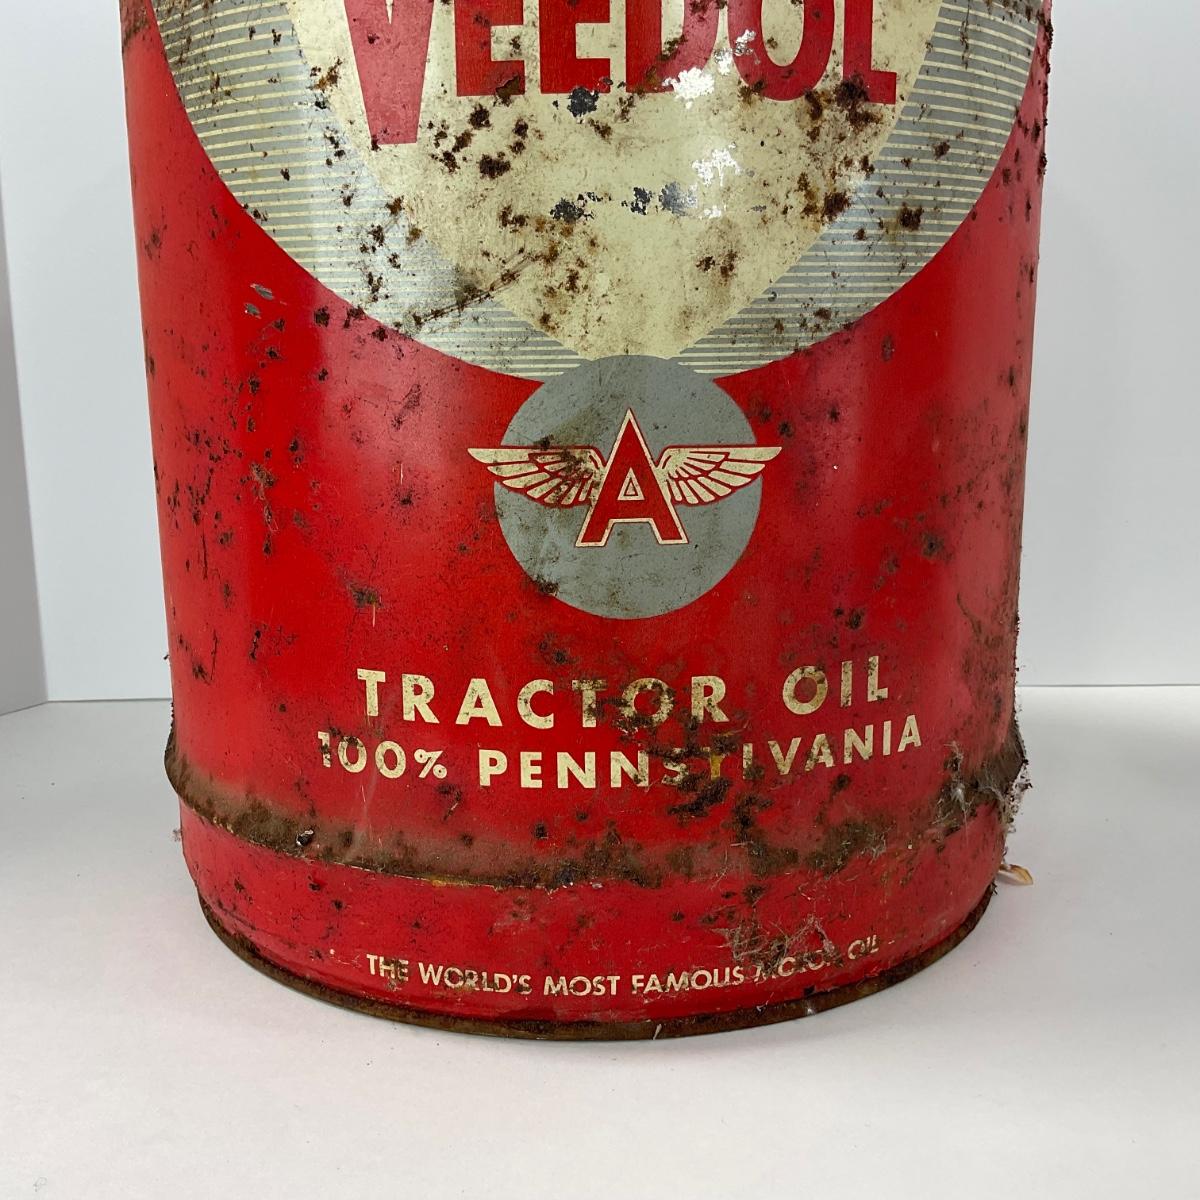 VEEDOL
A
TRACTOR OIL
100% PENNSYLVANIA
THE WORLD'S MOST FAMOUS MOTOR OIL